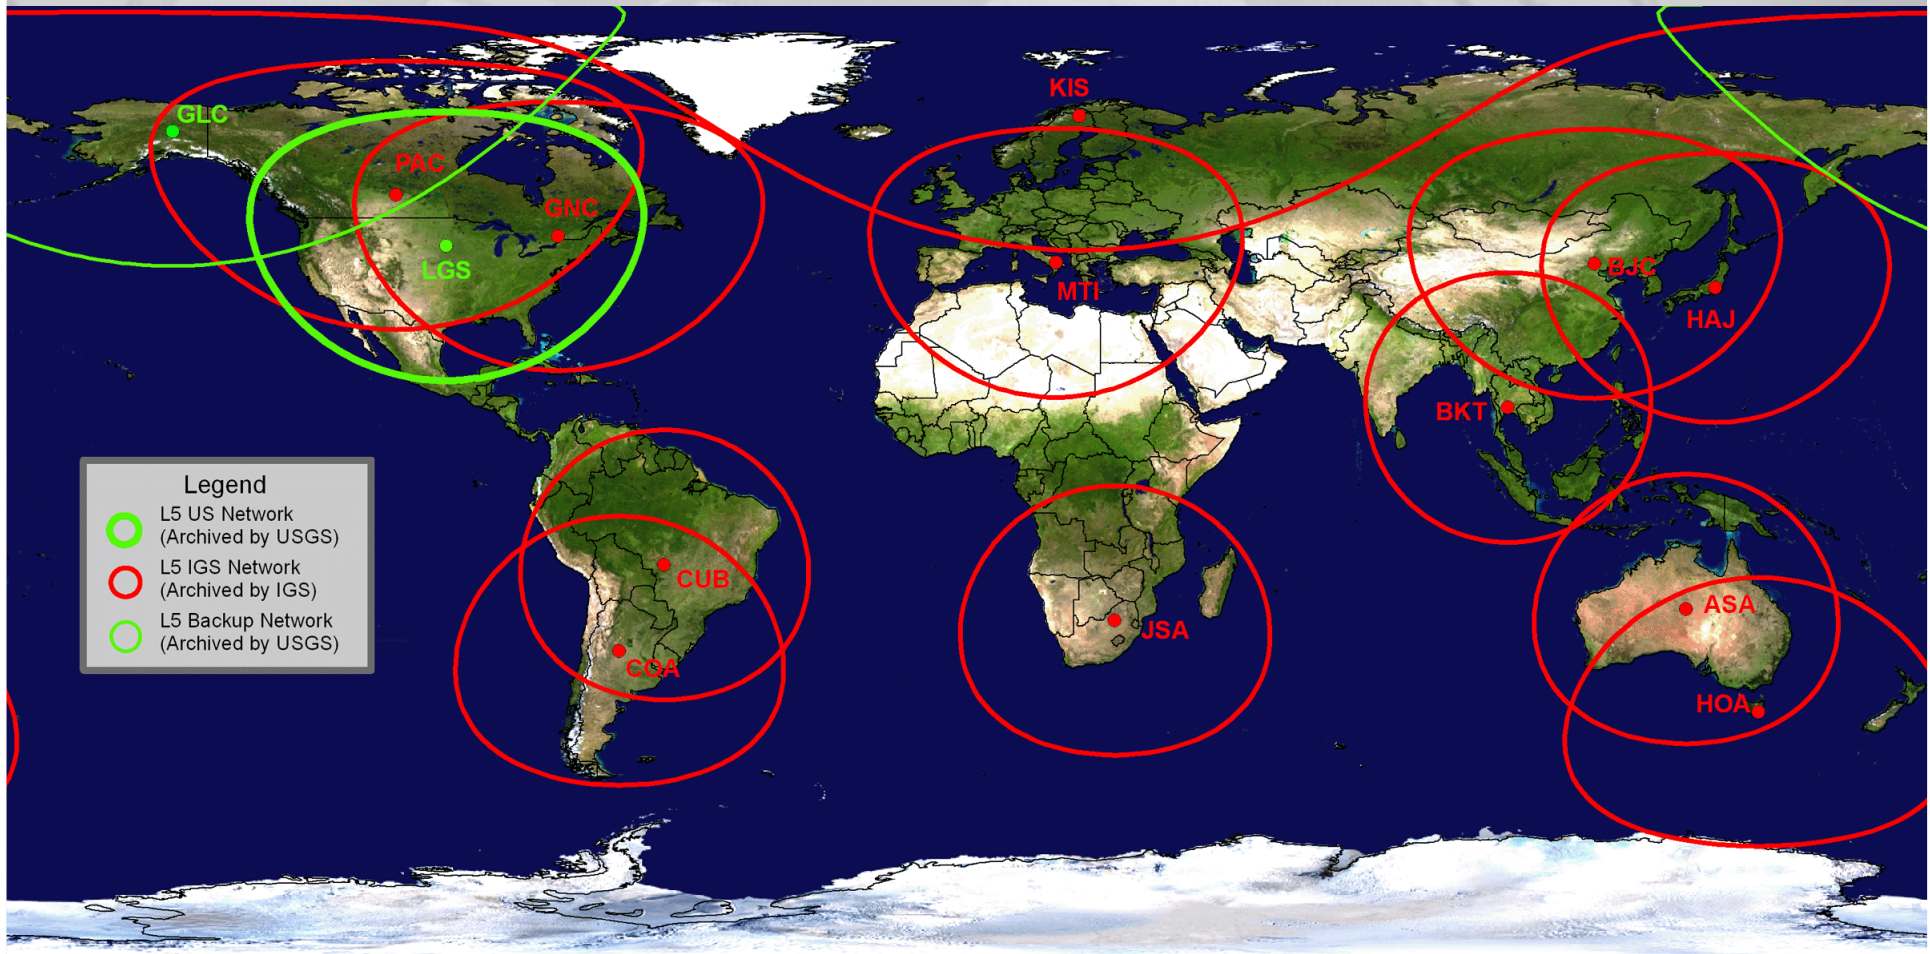 KIS
GLC
PAC
GNC
LGS
MTI
BJC
HAJ
BKT
Legend
L5 US Network
(Archived by USGS)
L5 IGS Network
(Archived by IGS)
L5 Backup Network
(Archived by USGS)
CUB
COA
JSA
ASA
HOA